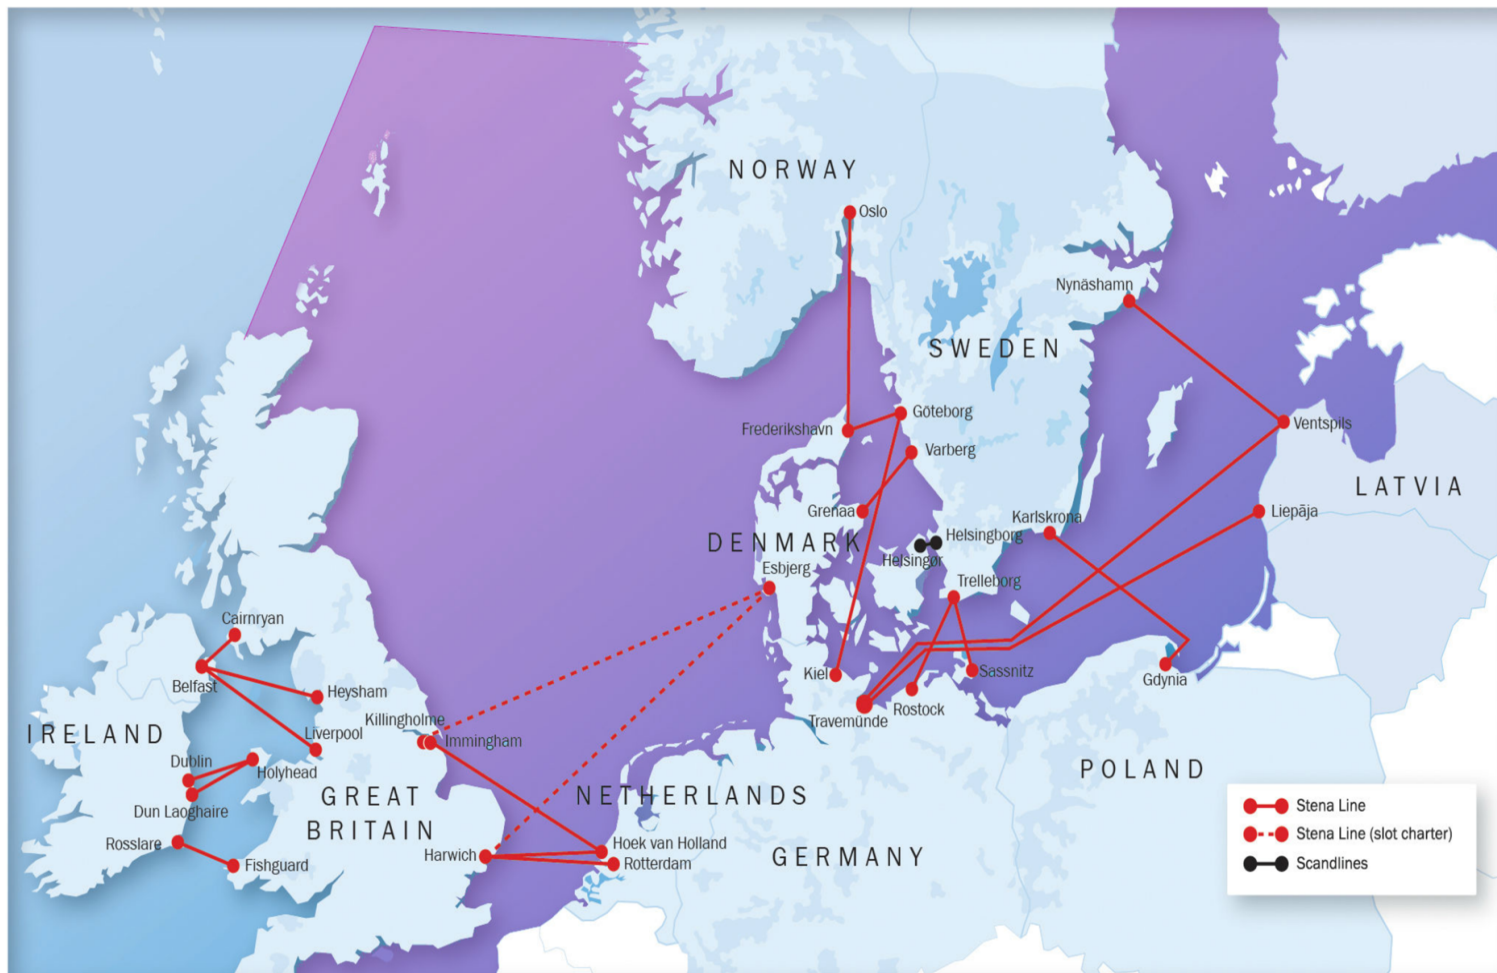 NORWAY
Oslo
Nynäshamn
SWEDEN
Göteborg
Frederikshavn
Varberg
Ventspils
LATVIA
Grenaa
Liepāja
Karlskrona
DENMARK
Helsingborg
Helsingør
Esbjerg
Trelleborg
Cairnryan
Belfast
Heysham
Kiel
Sassnitz
Gdynia
Killingholme
Travemünde
Rostock
IRELAND
Liverpool
Immingham
Dublin
Holyhead
POLAND
GREAT
BRITAIN
NETHERLANDS
Dun Laoghaire
Rosslare
Hoek van Holland
Harwich
Rotterdam
Fishguard
GERMANY
Stena Line
Stena Line (slot charter)
Scandlines